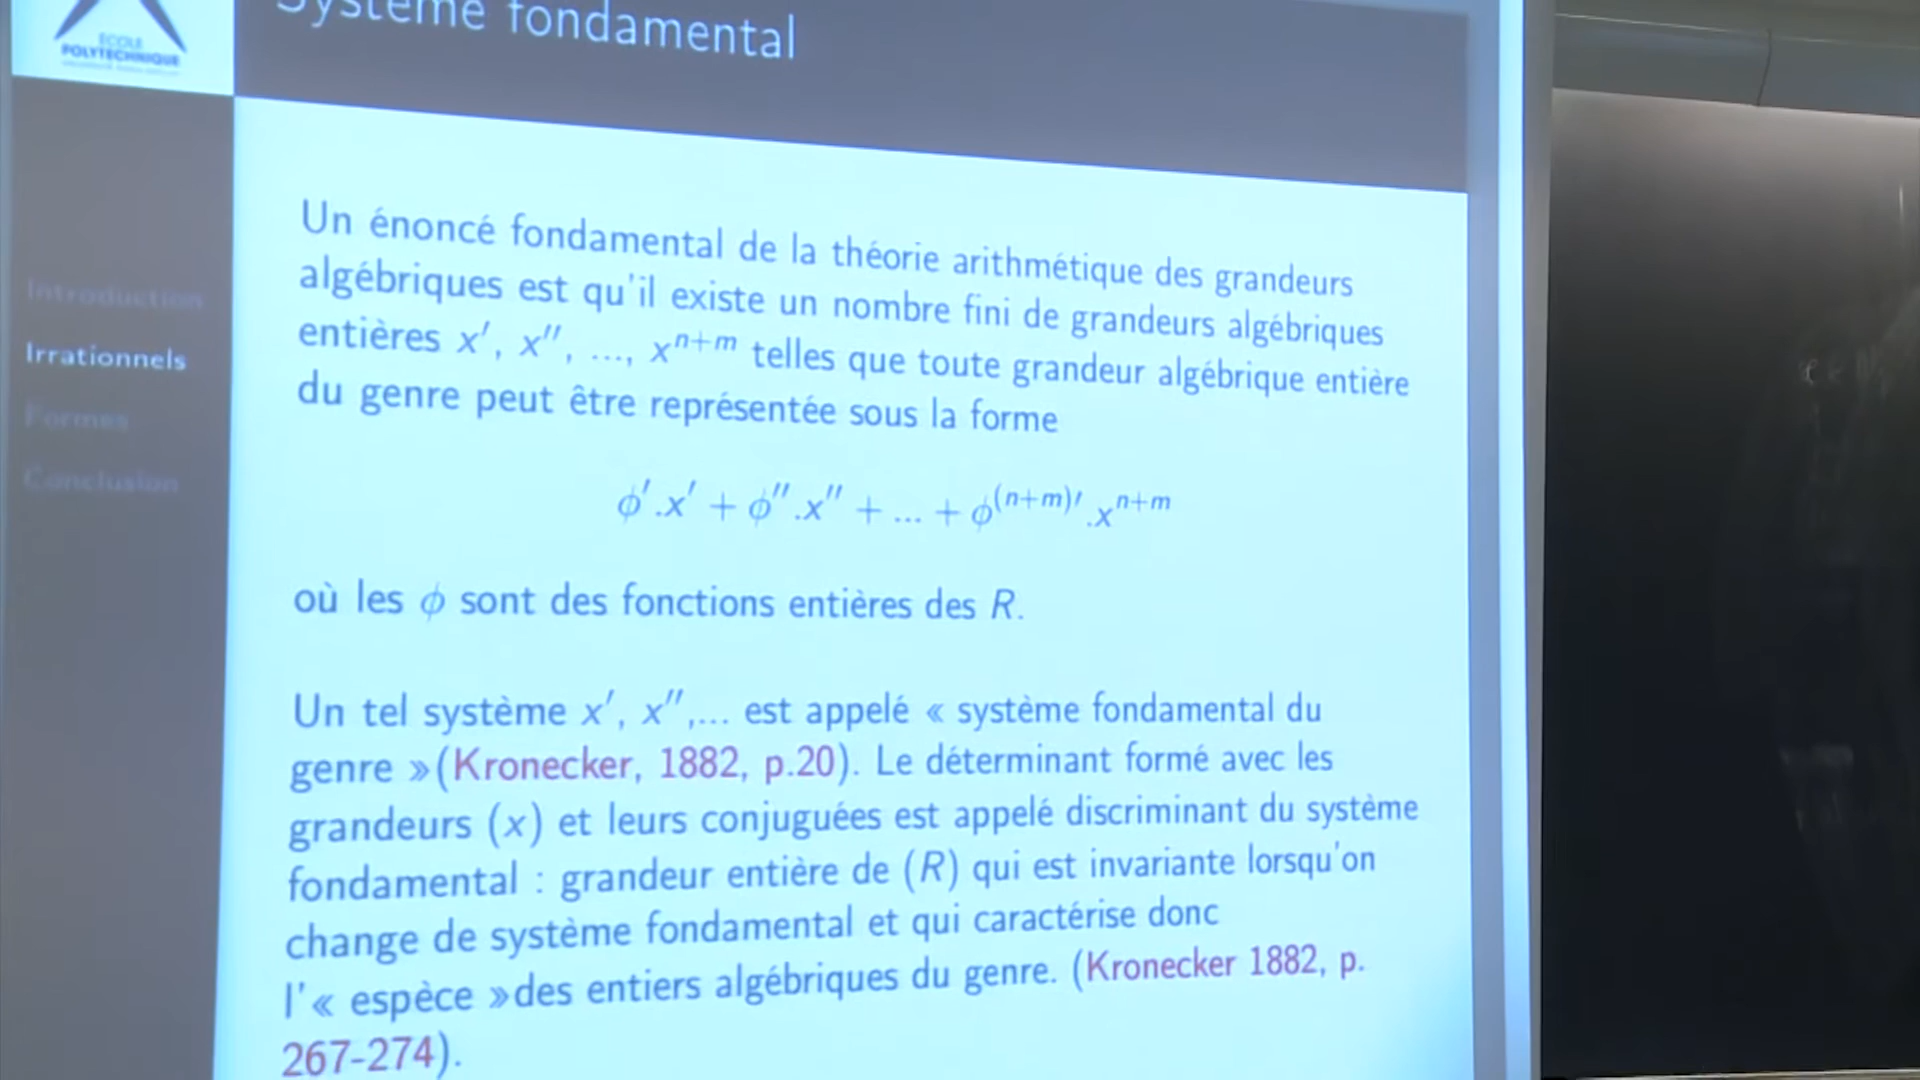 ÉCOLE
POLYTECHNIQUE
Système fondamental
Introduction
Irrationnels
Formes
Conclusion
Un énoncé fondamental de la théorie arithmétique des grandeurs
algébriques est qu'il existe un nombre fini de grandeurs algébriques
entières x′, x′′, ..., xⁿ⁺ᵐ telles que toute grandeur algébrique entière
du genre peut être représentée sous la forme
ϕ′.x′ + ϕ′′.x′′ + ... + ϕ⁽ⁿ⁺ᵐ⁾′.xⁿ⁺ᵐ
où les ϕ sont des fonctions entières des R.
Un tel système x′, x′′,... est appelé « système fondamental du
genre »(Kronecker, 1882, p.20). Le déterminant formé avec les
grandeurs (x) et leurs conjuguées est appelé discriminant du système
fondamental : grandeur entière de (R) qui est invariante lorsqu'on
change de système fondamental et qui caractérise donc
l'« espèce »des entiers algébriques du genre. (Kronecker 1882, p.
267-274).